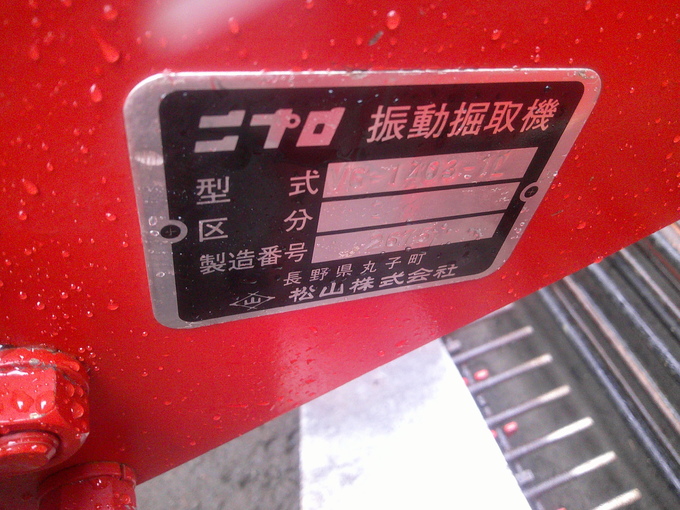 ニプロ 振動掘取機
型式
区分
製造番号
長野県丸子町
松山株式会社